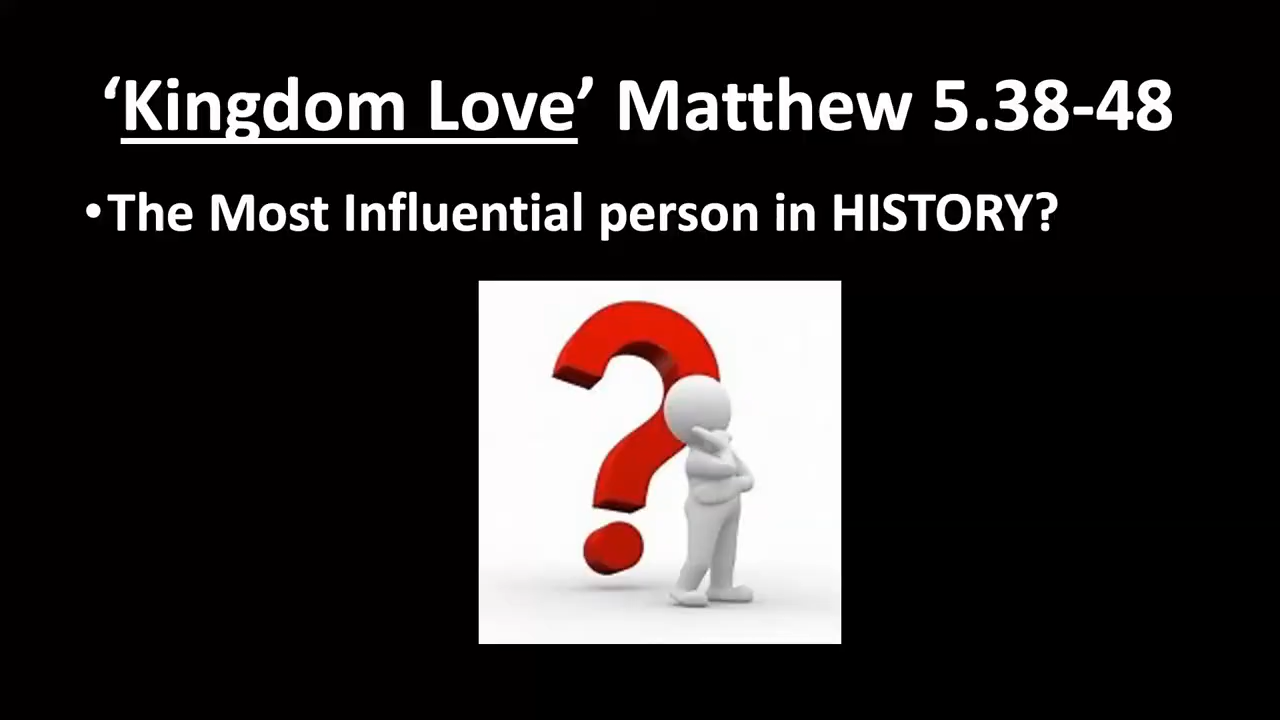 ‘Kingdom Love’ Matthew 5.38-48
•The Most Influential person in HISTORY?